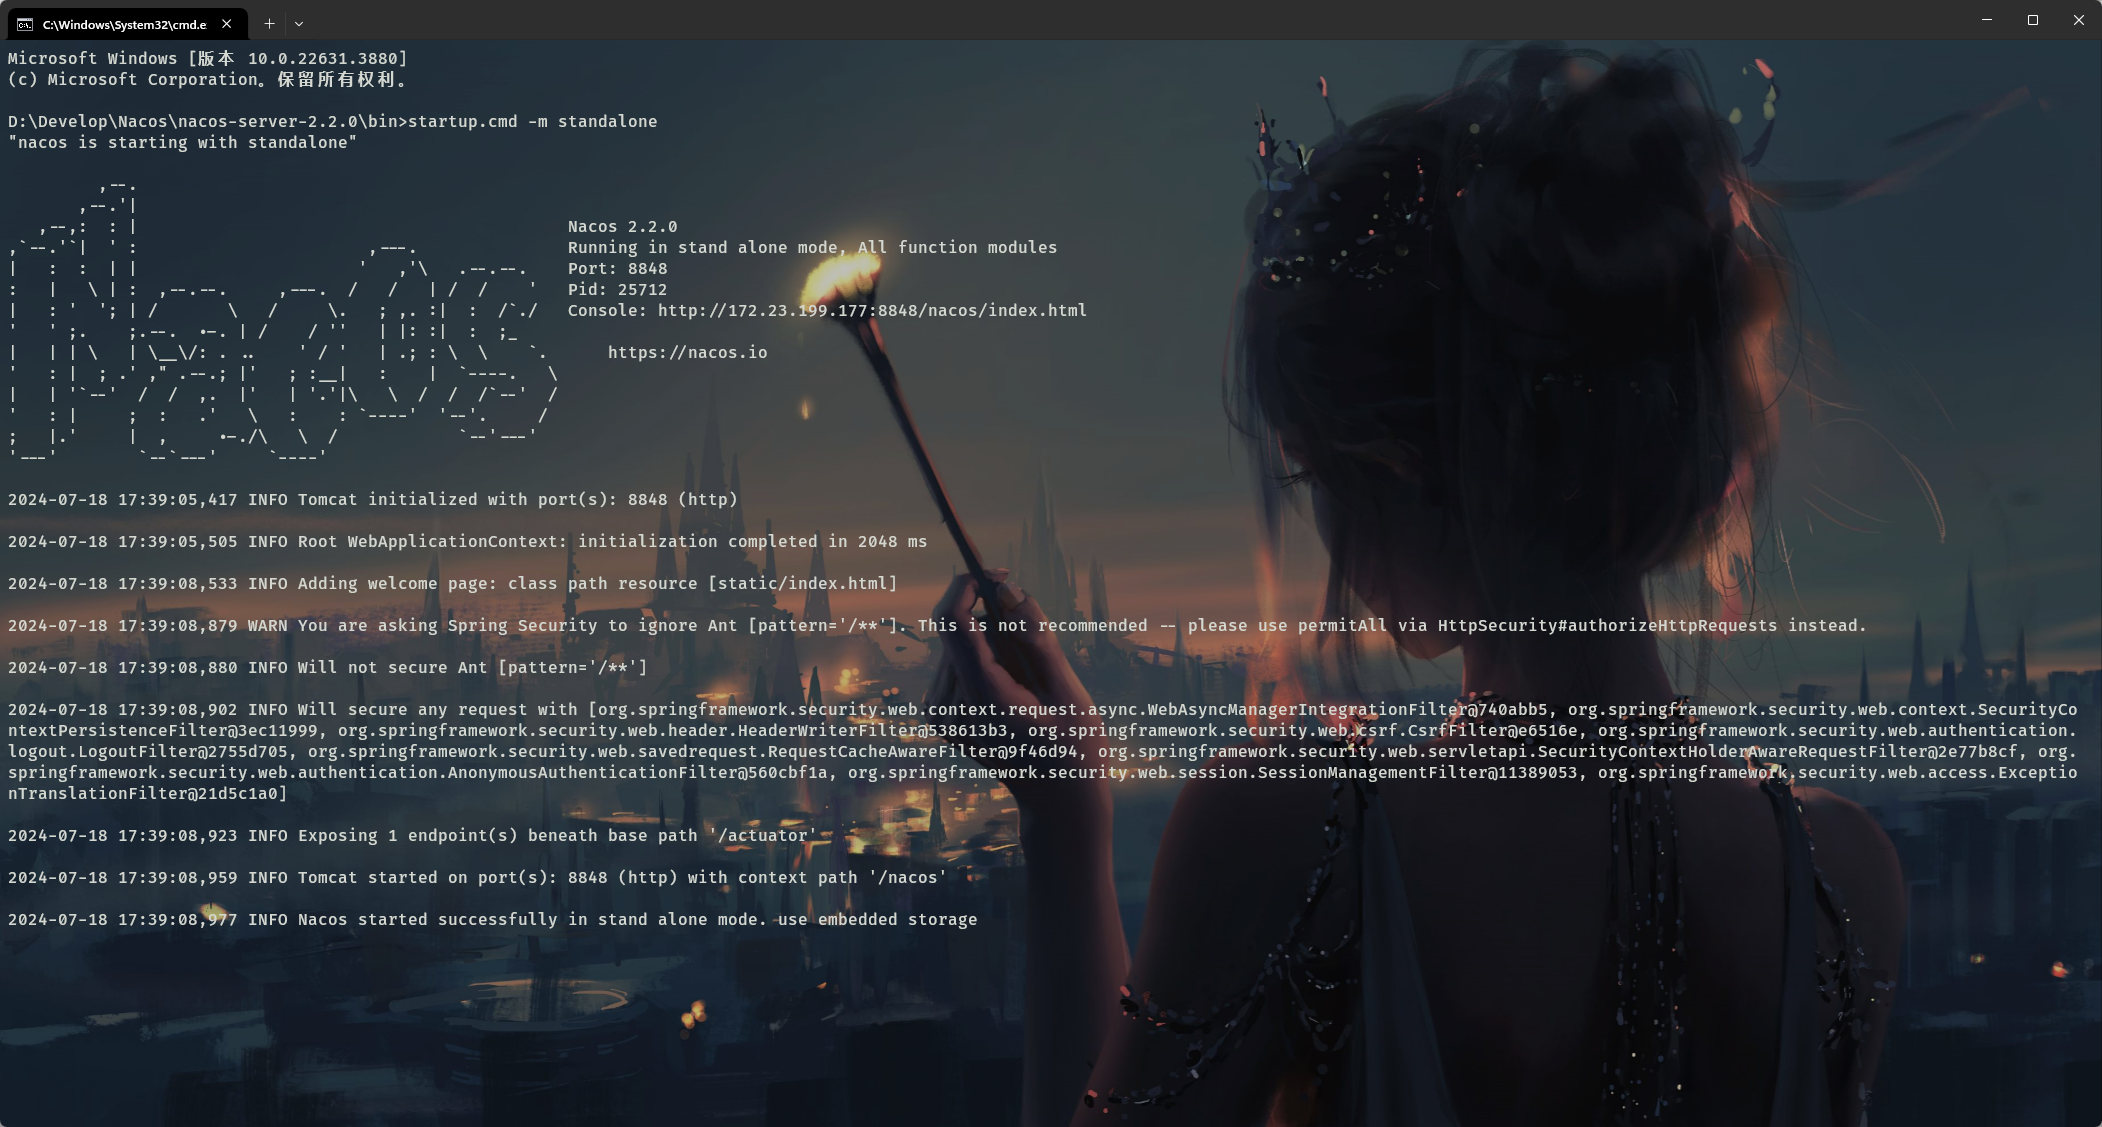 C:\Windows\System32\cmd.e
Microsoft Windows [版本 10.0.22631.3880]
(c) Microsoft Corporation。保留所有权利。
D:\Develop\Nacos\nacos-server-2.2.0\bin>startup.cmd -m standalone
"nacos is starting with standalone"
         ,--.
       ,--.'|
   ,--,:  : |                                           Nacos 2.2.0
,`--.'`|  ' :                       ,---.               Running in stand alone mode, All function modules
|   :  :  | |                      '   ,'\   .--.--.    Port: 8848
:   |   \ | :  ,--.--.     ,---.  /   /   | /  /    '   Pid: 25712
|   : '  '; | /       \   /     \.   ; ,. :|  :  /`./   Console: http://172.23.199.177:8848/nacos/index.html
'   ' ;.    ;.--.  .-. | /    / ''   | |: :|  :  ;_
|   | | \   | \__\/: . ..    ' / '   | .; : \  \    `.      https://nacos.io
'   : |  ; .' ," .--.; |'   ; :__|   :    |  `----.   \
|   | '`--'  /  /  ,.  |'   | '.'|\   \  /  /  /`--'  /
'   : |     ;  :   .'   \   :    : `----'  '--'.     /
;   |.'     |  ,     .-./\   \  /            `--'---'
'---'        `--`---'     `----'
2024-07-18 17:39:05,417 INFO Tomcat initialized with port(s): 8848 (http)
2024-07-18 17:39:05,505 INFO Root WebApplicationContext: initialization completed in 2048 ms
2024-07-18 17:39:08,533 INFO Adding welcome page: class path resource [static/index.html]
2024-07-18 17:39:08,879 WARN You are asking Spring Security to ignore Ant [pattern='/**']. This is not recommended -- please use permitAll via HttpSecurity#authorizeHttpRequests instead.
2024-07-18 17:39:08,880 INFO Will not secure Ant [pattern='/**']
2024-07-18 17:39:08,902 INFO Will secure any request with [org.springframework.security.web.context.request.async.WebAsyncManagerIntegrationFilter@740abb5, org.springframework.security.web.context.SecurityCo
ntextPersistenceFilter@3ec11999, org.springframework.security.web.header.HeaderWriterFilter@538613b3, org.springframework.security.web.csrf.CsrfFilter@e6516e, org.springframework.security.web.authentication.
logout.LogoutFilter@2755d705, org.springframework.security.web.savedrequest.RequestCacheAwareFilter@9f46d94, org.springframework.security.web.servletapi.SecurityContextHolderAwareRequestFilter@2e77b8cf, org.
springframework.security.web.authentication.AnonymousAuthenticationFilter@560cbf1a, org.springframework.security.web.session.SessionManagementFilter@11389053, org.springframework.security.web.access.Exceptio
nTranslationFilter@21d5c1a0]
2024-07-18 17:39:08,923 INFO Exposing 1 endpoint(s) beneath base path '/actuator'
2024-07-18 17:39:08,959 INFO Tomcat started on port(s): 8848 (http) with context path '/nacos'
2024-07-18 17:39:08,977 INFO Nacos started successfully in stand alone mode. use embedded storage